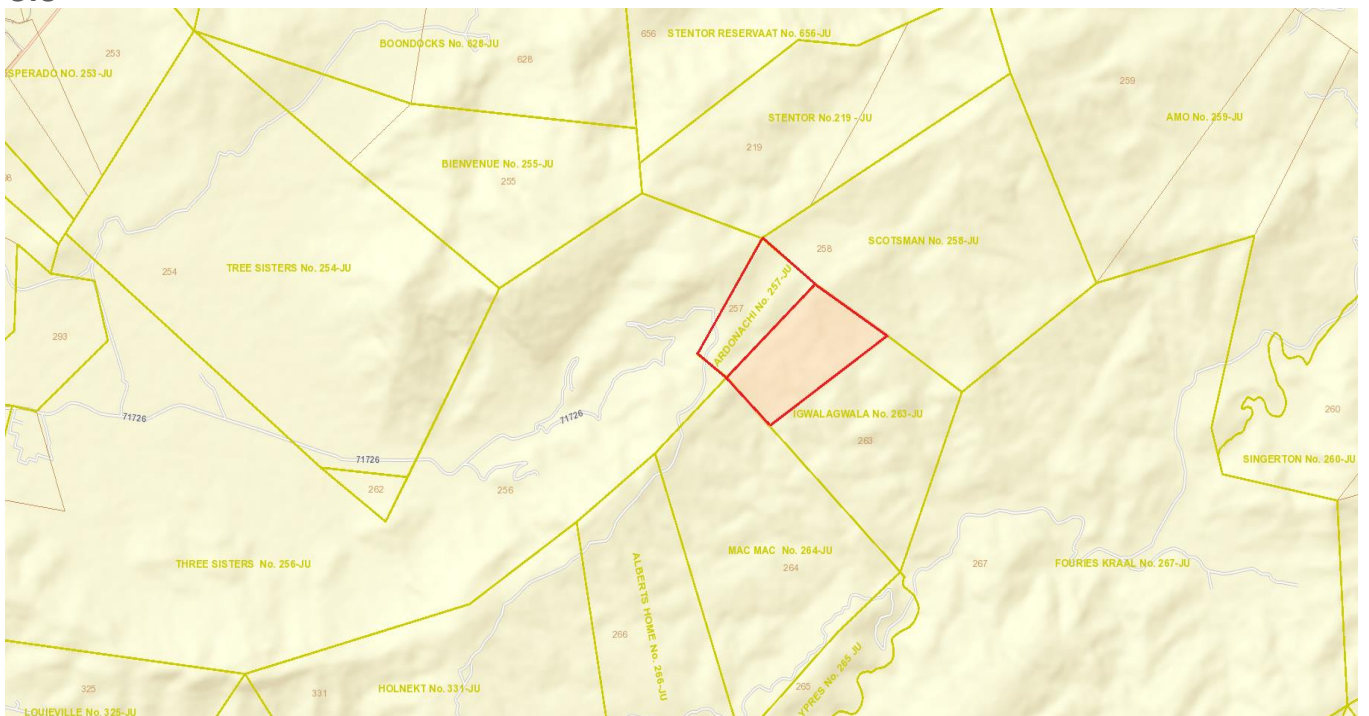 BOONDOCKS No. 628-JU
628
656
STENTOR RESERVAAT No. 656-JU
253
SPERADO NO. 253-JU
259
AMO No. 259-JU
STENTOR No.219 - JU
219
BIENVENUE No. 255-JU
255
258
SCOTSMAN No. 258-JU
254
TREE SISTERS No. 254-JU
257
ARDONACHI No. 257-JU
293
71726
71726
71726
IGWALAGWALA No. 263-JU
263
260
SINGERTON No. 260-JU
262
256
THREE SISTERS No. 256-JU
MAC MAC No. 264-JU
264
267
FOURIES KRAAL No. 267-JU
ALBERTS HOME No. 266-JU
266
265
YPRES No. 265 JU
325
LOUIEVILLE No. 325-JU
331
HOLNEKT No. 331-JU